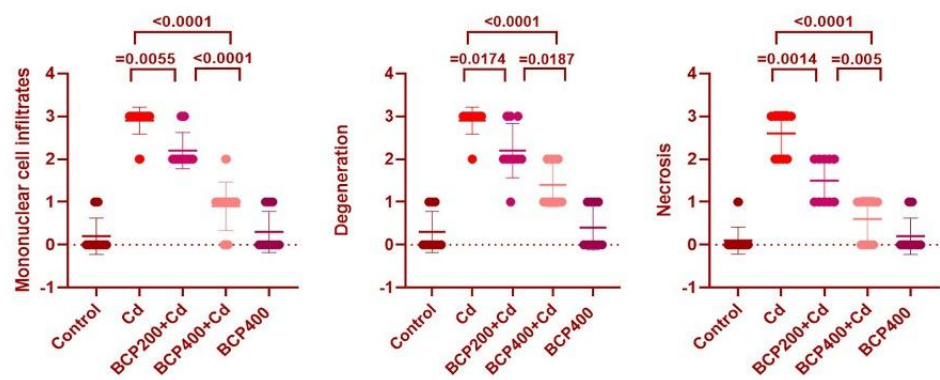 <0.0001
=0.0055
<0.0001
Mononuclear cell infiltrates
4
3
2
1
0
-1
Control
Cd
BCP200+Cd
BCP400+Cd
BCP400
<0.0001
=0.0174
=0.0187
Degeneration
4
3
2
1
0
-1
Control
Cd
BCP200+Cd
BCP400+Cd
BCP400
<0.0001
=0.0014
=0.005
Necrosis
4
3
2
1
0
-1
Control
Cd
BCP200+Cd
BCP400+Cd
BCP400